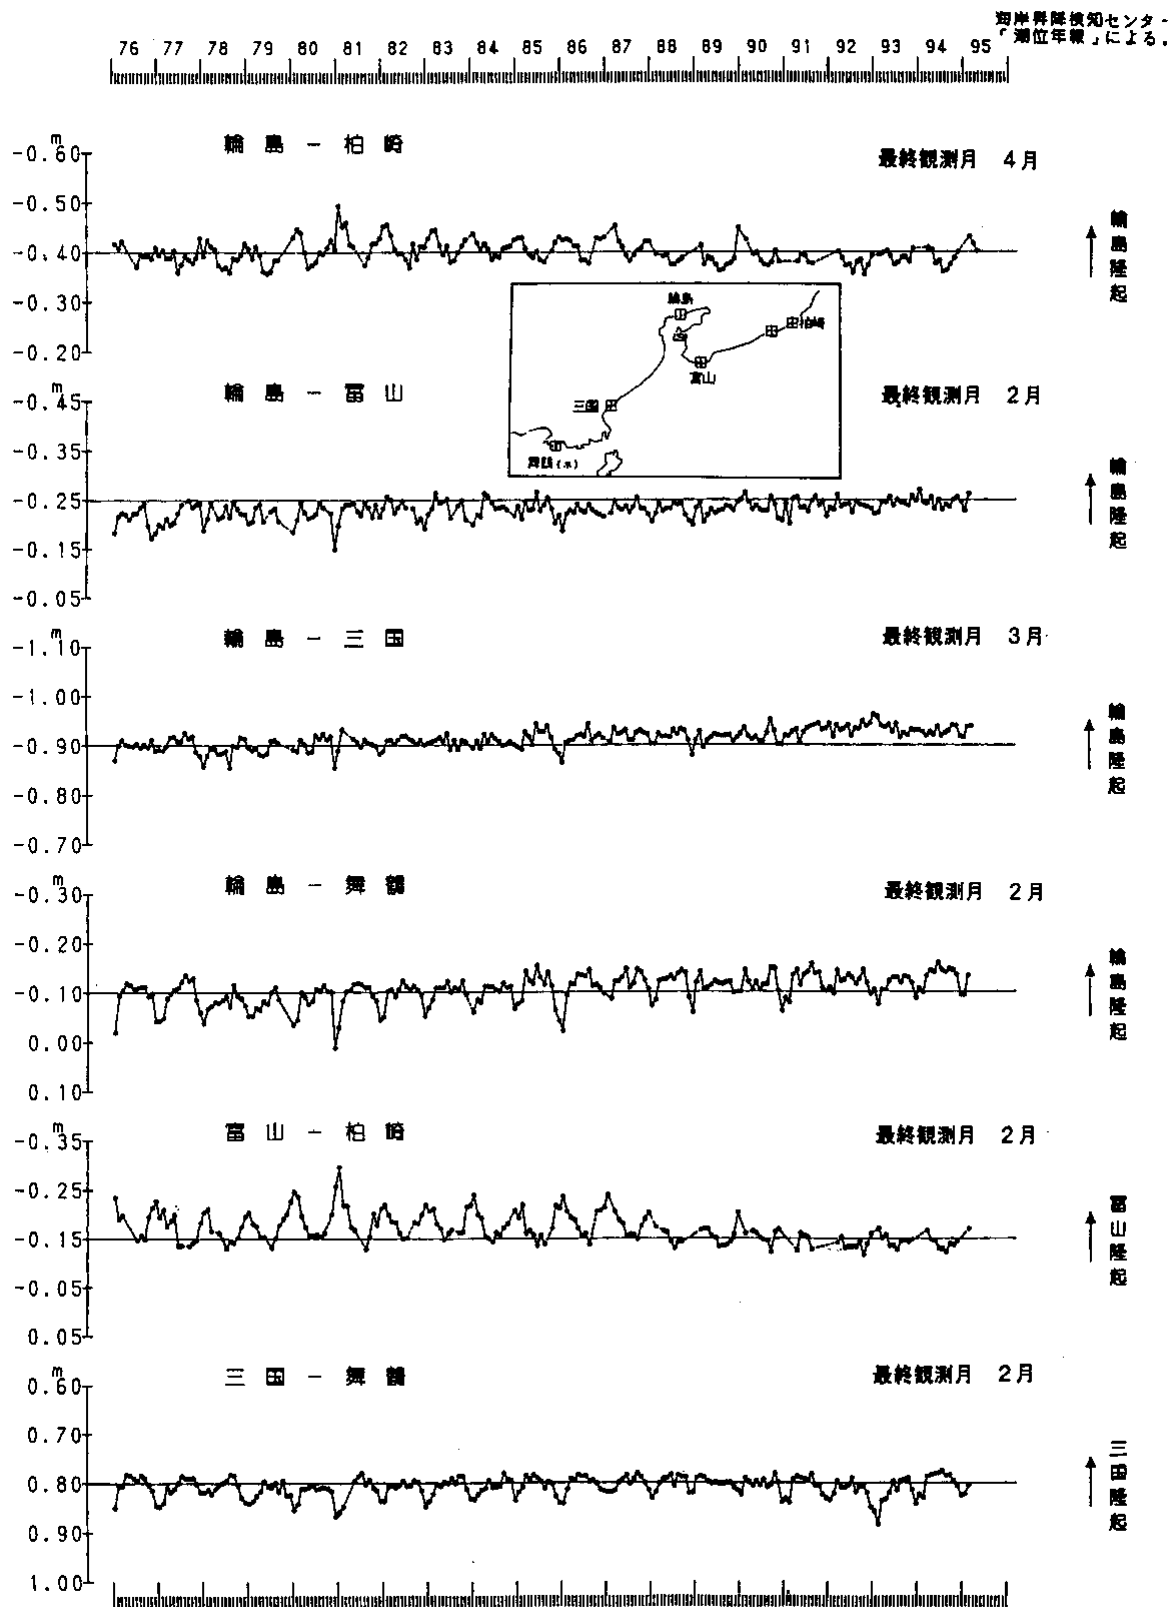 海岸昇降検知センター
「潮位年報」による。
76 77 78 79 80 81 82 83 84 85 86 87 88 89 90 91 92 93 94 95
m
輪島－柏崎
最終観測月 4月
-0.60
-0.50
-0.40
-0.30
-0.20
輪島隆起
輪島
柏崎
富山
三国
舞鶴(水)
m
輪島－富山
最終観測月 2月
-0.45
-0.35
-0.25
-0.15
-0.05
輪島隆起
m
輪島－三国
最終観測月 3月
-1.10
-1.00
-0.90
-0.80
-0.70
輪島隆起
m
輪島－舞鶴
最終観測月 2月
-0.30
-0.20
-0.10
0.00
0.10
輪島隆起
m
富山－柏崎
最終観測月 2月
-0.35
-0.25
-0.15
-0.05
0.05
富山隆起
m
三国－舞鶴
最終観測月 2月
0.60
0.70
0.80
0.90
1.00
三国隆起